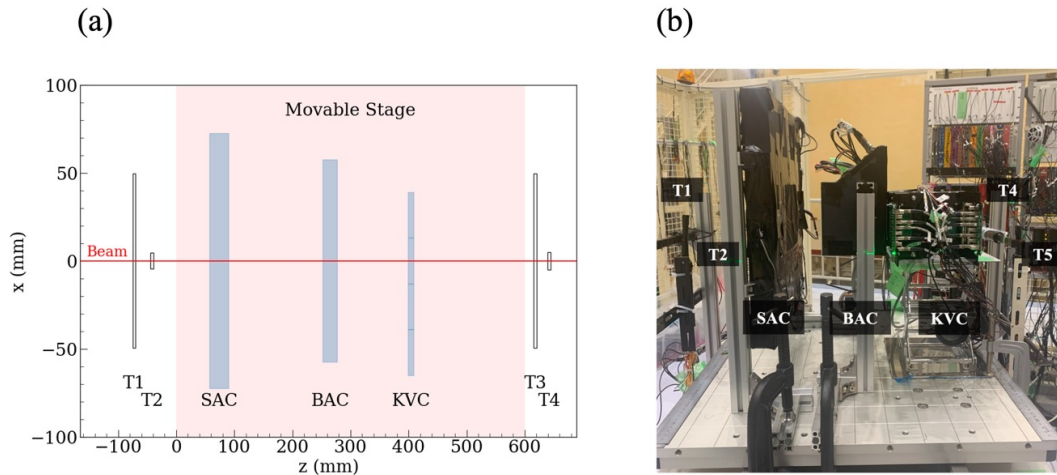 (a)
(b)
100
50
0
−50
−100
x (mm)
Movable Stage
Beam
T1
T2
SAC
BAC
KVC
T3
T4
−100
0
100
200
300
400
500
600
z (mm)
T1
T2
SAC
BAC
KVC
T4
T5